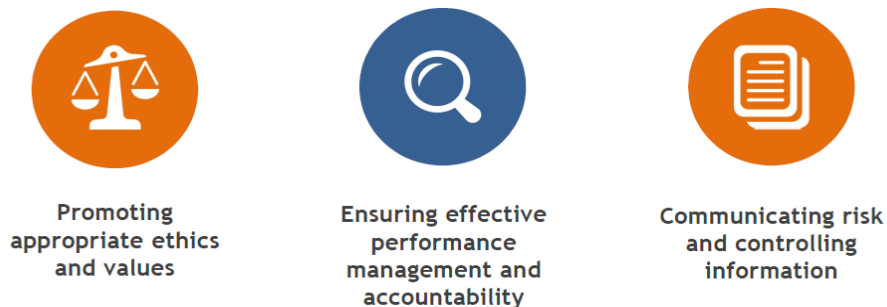 Promoting
appropriate ethics
and values
Ensuring effective
performance
management and
accountability
Communicating risk
and controlling
information